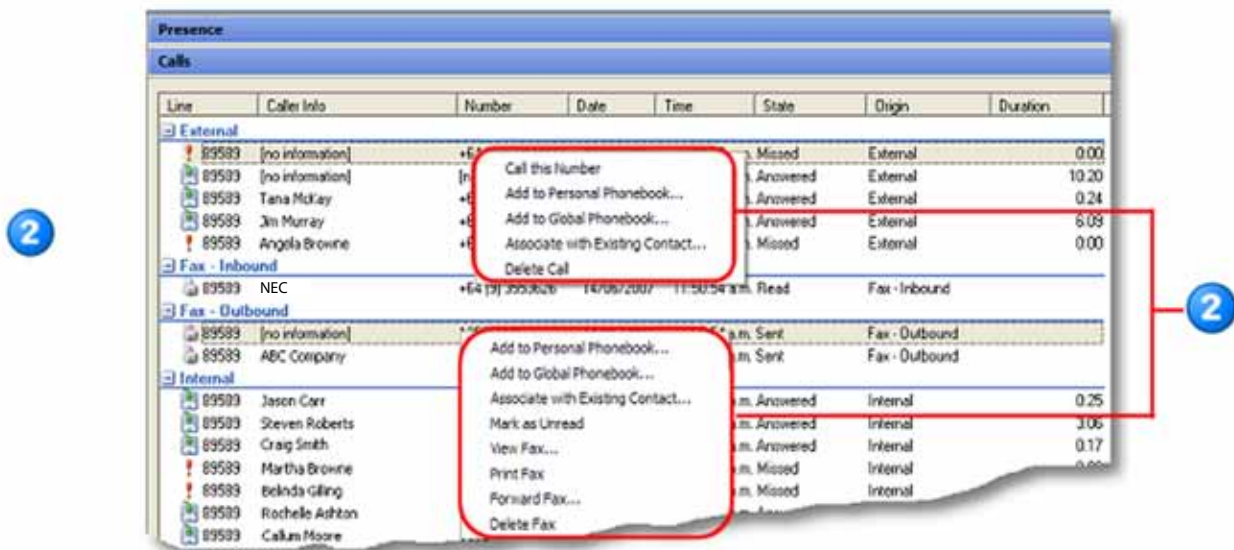 Presence
Calls
Line Caller Info Number Date Time State Origin Duration
External
89589 [no information] +64 Missed External 0.00
89589 [no information] Answered External 10.20
89589 Tana McKay Answered External 0.24
89589 Jim Murray Answered External 6.09
89589 Angela Browne Missed External 0.00
Call this Number
Add to Personal Phonebook...
Add to Global Phonebook...
Associate with Existing Contact...
Delete Call
2
2
Fax - Inbound
89589 NEC +64 (9) 3553626 14/06/2007 11:50:54 a.m. Read Fax - Inbound
Fax - Outbound
89589 [no information] a.m. Sent Fax - Outbound
89589 ABC Company a.m. Sent Fax - Outbound
Internal
89589 Jason Carr a.m. Answered Internal 0.25
89589 Steven Roberts a.m. Answered Internal 3.06
89589 Craig Smith a.m. Answered Internal 0.17
89589 Martha Browne a.m. Missed Internal
89589 Belinda Gilling a.m. Missed Internal
89589 Rochelle Ashton
89589 Callum Moore
Add to Personal Phonebook...
Add to Global Phonebook...
Associate with Existing Contact...
Mark as Unread
View Fax...
Print Fax
Forward Fax...
Delete Fax